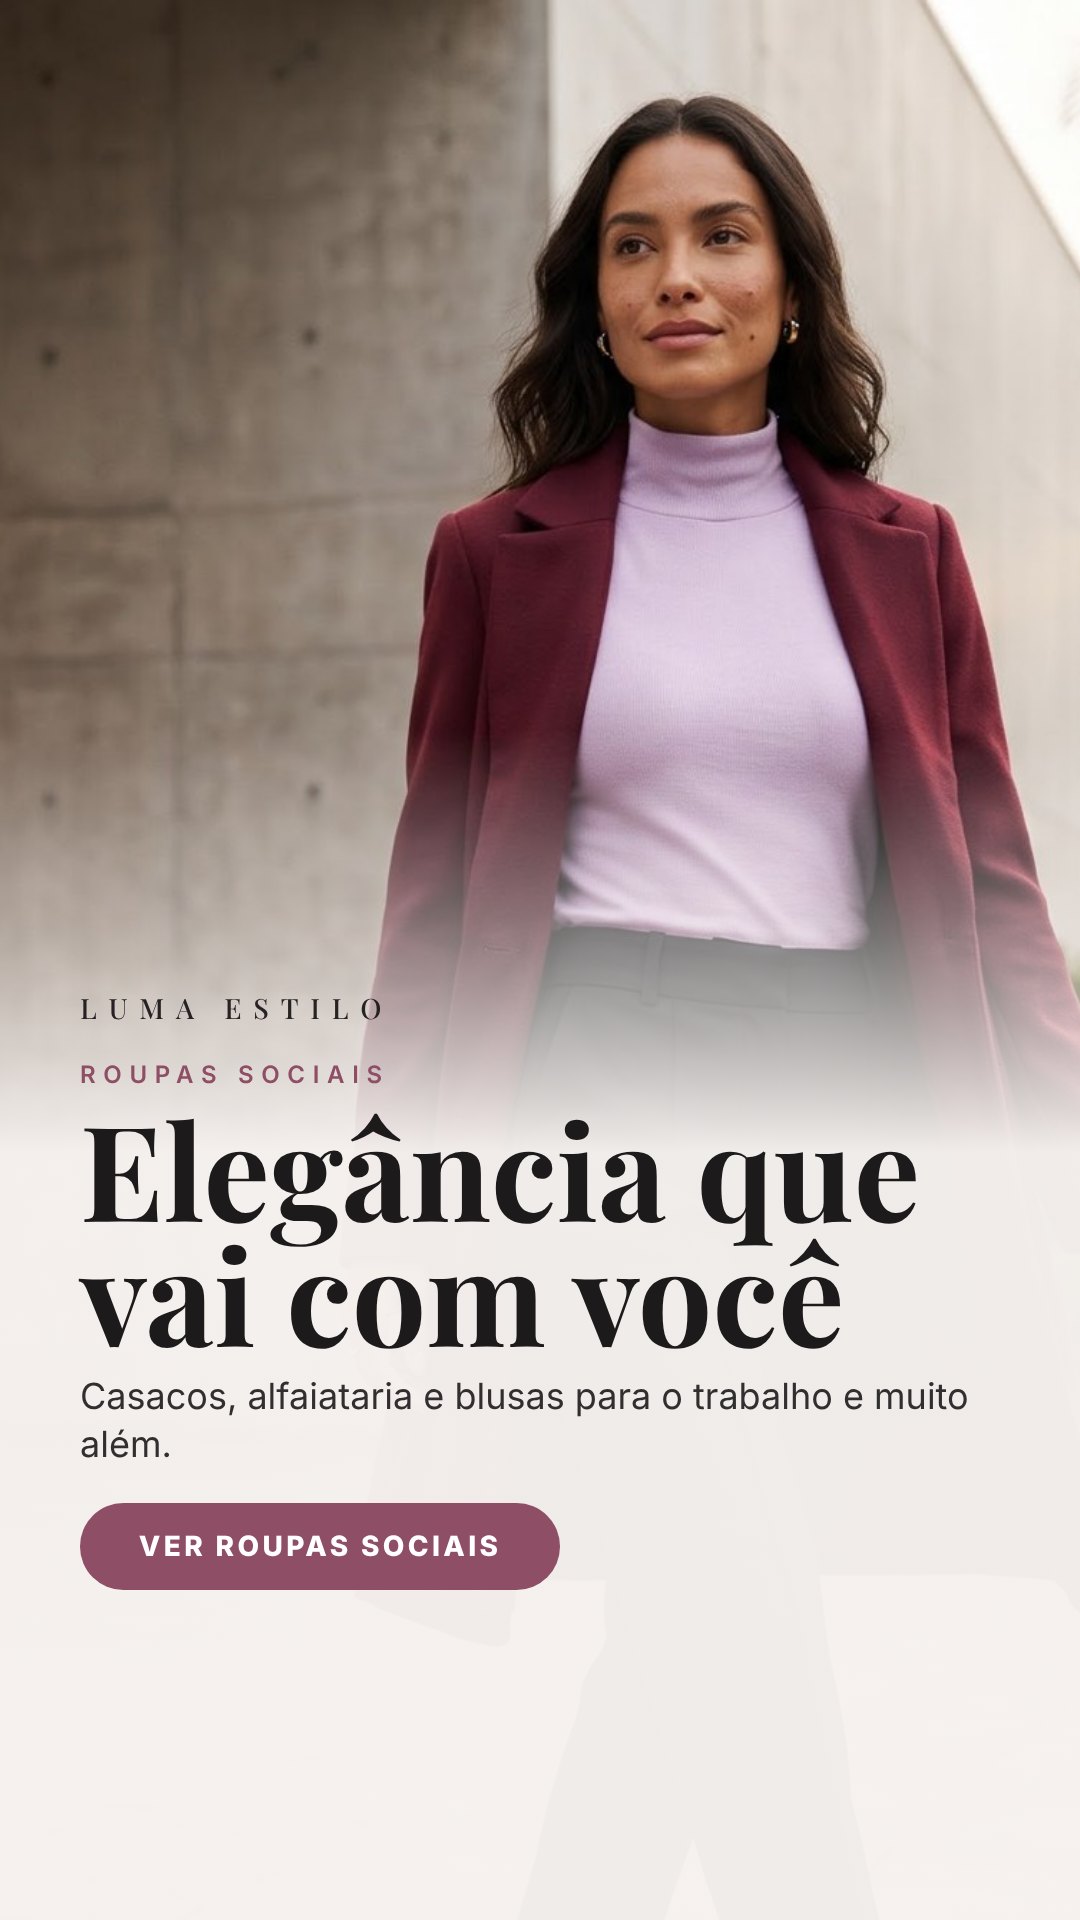 LUMA ESTILO
ROUPAS SOCIAIS
Elegância que
vai com você
Casacos, alfaiataria e blusas para o trabalho e muito
além.
VER ROUPAS SOCIAIS